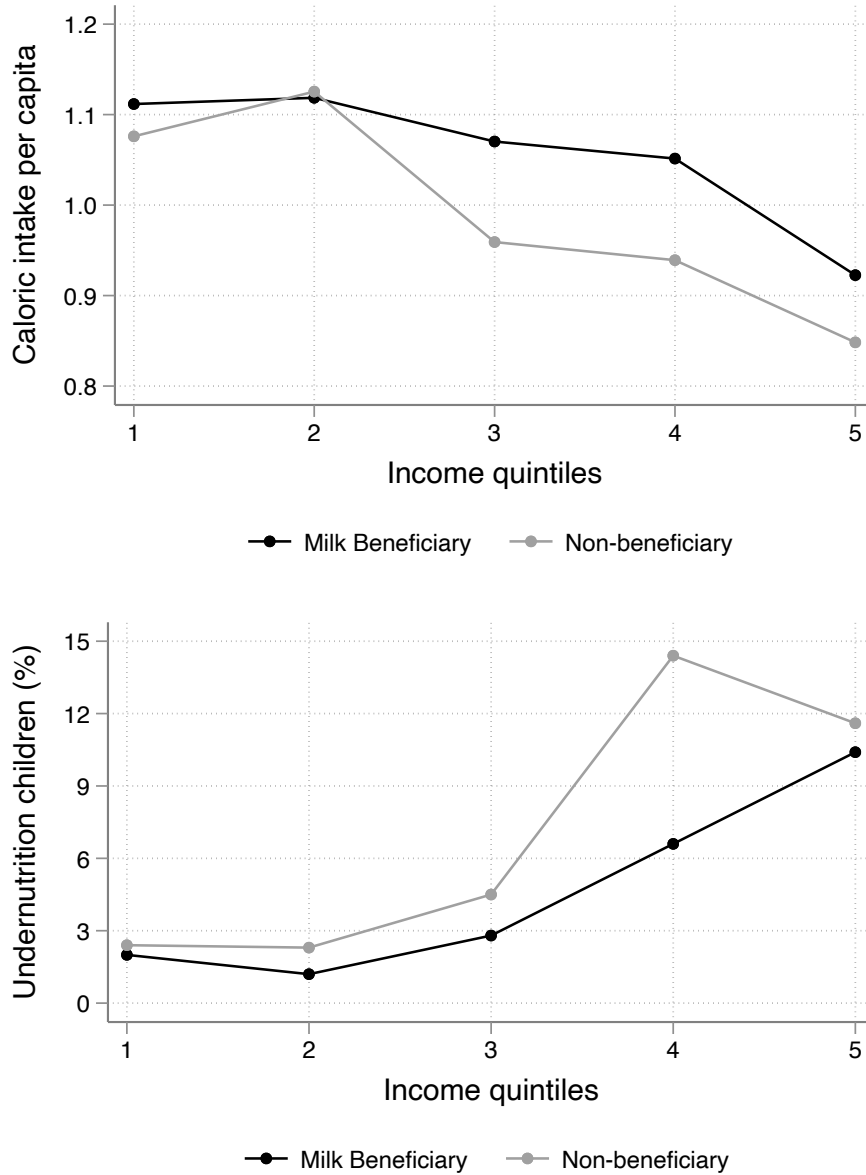 Caloric intake per capita
1.2
1.1
1.0
0.9
0.8
1 2 3 4 5
Income quintiles
Milk Beneficiary Non-beneficiary
Undernutrition children (%)
15
12
9
6
3
0
1 2 3 4 5
Income quintiles
Milk Beneficiary Non-beneficiary